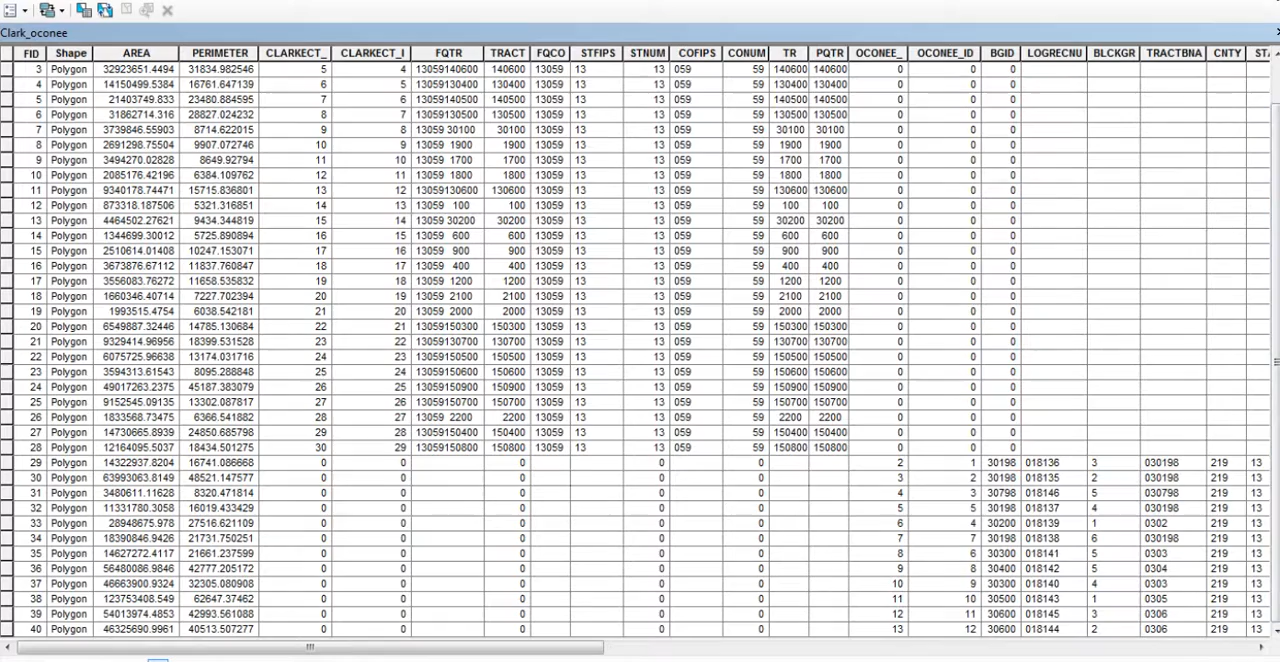 Clark_oconee
FID Shape AREA PERIMETER CLARKECT_ CLARKECT_I FQTR TRACT FQCO STFIPS STNUM COFIPS CONUM TR PQTR OCONEE_ OCONEE_ID BGID LOGRECNU BLCKGR TRACTBNA CNTY STA
3 Polygon 32923651.4494 31834.982546 5 4 13059140600 140600 13059 13 13 059 59 140600 140600 0 0 0
4 Polygon 14150499.5384 16761.647139 6 5 13059130400 130400 13059 13 13 059 59 130400 130400 0 0 0
5 Polygon 21403749.833 23480.884595 7 6 13059140500 140500 13059 13 13 059 59 140500 140500 0 0 0
6 Polygon 31862714.316 28827.024232 8 7 13059130500 130500 13059 13 13 059 59 130500 130500 0 0 0
7 Polygon 3739846.55903 8714.622015 9 8 13059 30100 30100 13059 13 13 059 59 30100 30100 0 0 0
8 Polygon 2691298.75504 9907.072746 10 9 13059 1900 1900 13059 13 13 059 59 1900 1900 0 0 0
9 Polygon 3494270.02828 8649.92794 11 10 13059 1700 1700 13059 13 13 059 59 1700 1700 0 0 0
10 Polygon 2085176.42196 6384.109762 12 11 13059 1800 1800 13059 13 13 059 59 1800 1800 0 0 0
11 Polygon 9340178.74471 15715.836801 13 12 13059130600 130600 13059 13 13 059 59 130600 130600 0 0 0
12 Polygon 873318.187506 5321.316851 14 13 13059 100 100 13059 13 13 059 59 100 100 0 0 0
13 Polygon 4464502.27621 9434.344819 15 14 13059 30200 30200 13059 13 13 059 59 30200 30200 0 0 0
14 Polygon 1344699.30012 5725.890894 16 15 13059 600 600 13059 13 13 059 59 600 600 0 0 0
15 Polygon 2510614.01408 10247.153071 17 16 13059 900 900 13059 13 13 059 59 900 900 0 0 0
16 Polygon 3673876.67112 11837.760847 18 17 13059 400 400 13059 13 13 059 59 400 400 0 0 0
17 Polygon 3556083.76272 11658.535832 19 18 13059 1200 1200 13059 13 13 059 59 1200 1200 0 0 0
18 Polygon 1660346.40714 7227.702394 20 19 13059 2100 2100 13059 13 13 059 59 2100 2100 0 0 0
19 Polygon 1993515.4754 6038.542181 21 20 13059 2000 2000 13059 13 13 059 59 2000 2000 0 0 0
20 Polygon 6549887.32446 14785.130684 22 21 13059150300 150300 13059 13 13 059 59 150300 150300 0 0 0
21 Polygon 9329414.96956 18399.531528 23 22 13059130700 130700 13059 13 13 059 59 130700 130700 0 0 0
22 Polygon 6075725.96638 13174.031716 24 23 13059150500 150500 13059 13 13 059 59 150500 150500 0 0 0
23 Polygon 3594313.61543 8095.288848 25 24 13059150600 150600 13059 13 13 059 59 150600 150600 0 0 0
24 Polygon 49017263.2375 45187.383079 26 25 13059150900 150900 13059 13 13 059 59 150900 150900 0 0 0
25 Polygon 9152545.09135 13302.087817 27 26 13059150700 150700 13059 13 13 059 59 150700 150700 0 0 0
26 Polygon 1833568.73475 6366.541882 28 27 13059 2200 2200 13059 13 13 059 59 2200 2200 0 0 0
27 Polygon 14730665.8939 24850.685798 29 28 13059150400 150400 13059 13 13 059 59 150400 150400 0 0 0
28 Polygon 12164095.5037 18434.501275 30 29 13059150800 150800 13059 13 13 059 59 150800 150800 0 0 0
29 Polygon 14322937.8204 16741.086668 0 0 0 0 2 1 30198 018136 3 030198 219 13
30 Polygon 63993063.8149 48521.147577 0 0 0 0 3 2 30198 018135 2 030198 219 13
31 Polygon 3480611.11628 8320.471814 0 0 0 0 4 3 30798 018146 5 030798 219 13
32 Polygon 11331780.3058 16019.433429 0 0 0 0 5 5 30198 018137 4 030198 219 13
33 Polygon 28948651.978 27516.621109 0 0 0 0 6 4 30200 018139 1 0302 219 13
34 Polygon 18390846.9426 21731.750251 0 0 0 0 7 7 30198 018138 6 030198 219 13
35 Polygon 14627272.4117 21661.237599 0 0 0 0 8 6 30300 018141 5 0303 219 13
36 Polygon 56480086.9846 42777.205172 0 0 0 0 9 8 30400 018142 5 0304 219 13
37 Polygon 46663900.9324 32305.080908 0 0 0 0 10 9 30300 018140 4 0303 219 13
38 Polygon 123753408.549 62647.37462 0 0 0 0 11 10 30500 018143 1 0305 219 13
39 Polygon 54013974.4853 42993.561088 0 0 0 0 12 11 30600 018145 3 0306 219 13
40 Polygon 46325690.9961 40513.507277 0 0 0 0 13 12 30600 018144 2 0306 219 13